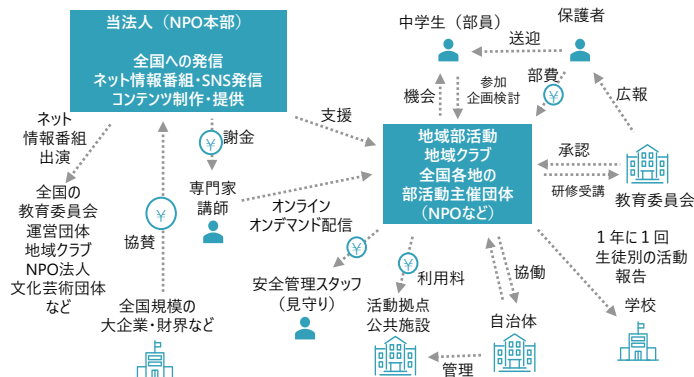 当法人（NPO本部）
全国への発信
ネット情報番組・SNS発信
コンテンツ制作・提供
ネット
情報番組
出演
全国の
教育委員会
運営団体
地域クラブ
NPO法人
文化芸術団体
など
¥
協賛
全国規模の
大企業・財界など
¥
謝金
専門家
講師
支援
オンライン
オンデマンド配信
中学生（部員）
送迎
保護者
機会
参加
企画検討
部費
¥
広報
地域部活動
地域クラブ
全国各地の
部活動主催団体
（NPOなど）
承認
研修受講
教育委員会
¥
安全管理スタッフ
（見守り）
¥
利用料
活動拠点
公共施設
協働
自治体
管理
１年に１回
生徒別の活動
報告
学校